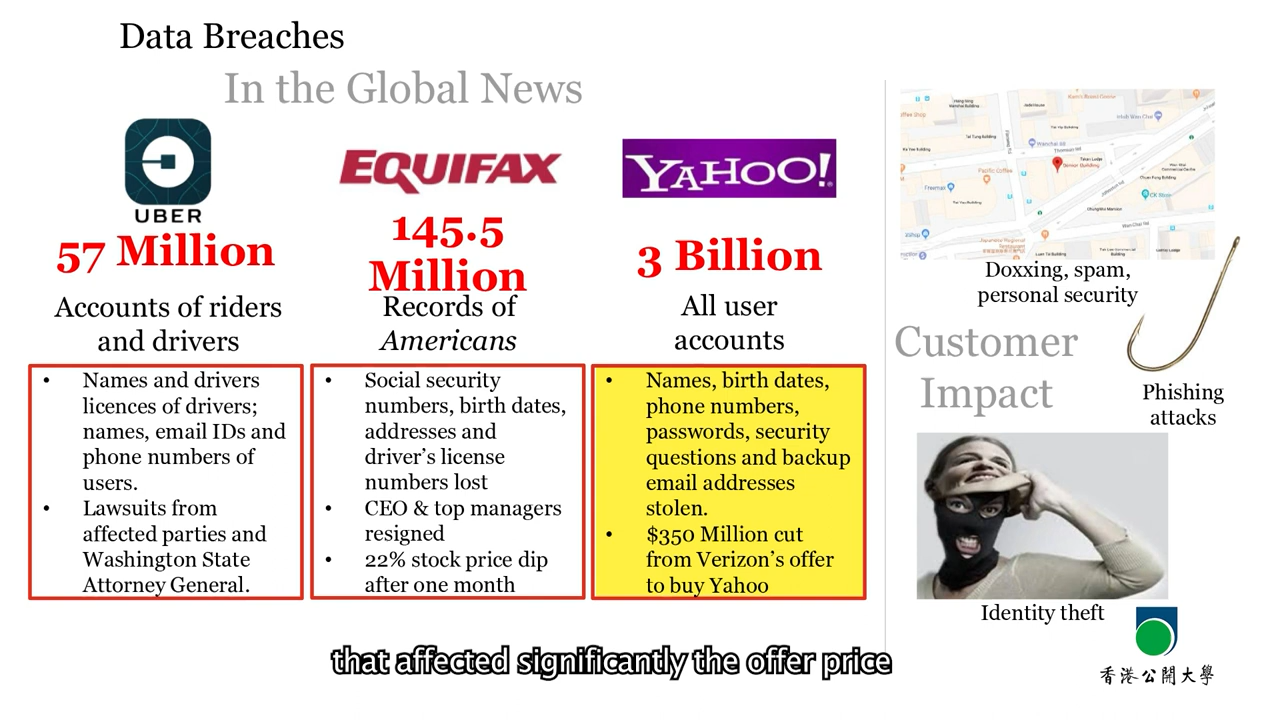 Data Breaches
In the Global News
UBER
57 Million
Accounts of riders
and drivers
• Names and drivers
licences of drivers;
names, email IDs and
phone numbers of
users.
• Lawsuits from
affected parties and
Washington State
Attorney General.
EQUIFAX
145.5
Million
Records of
Americans
• Social security
numbers, birth dates,
addresses and
driver's license
numbers lost
• CEO & top managers
resigned
• 22% stock price dip
after one month
YAHOO!
3 Billion
All user
accounts
• Names, birth dates,
phone numbers,
passwords, security
questions and backup
email addresses
stolen.
• $350 Million cut
from Verizon's offer
to buy Yahoo
Pacific Coffee
Doxxing, spam,
personal security
Customer
Impact
Phishing
attacks
Identity theft
香港公開大學
that affected significantly the offer price